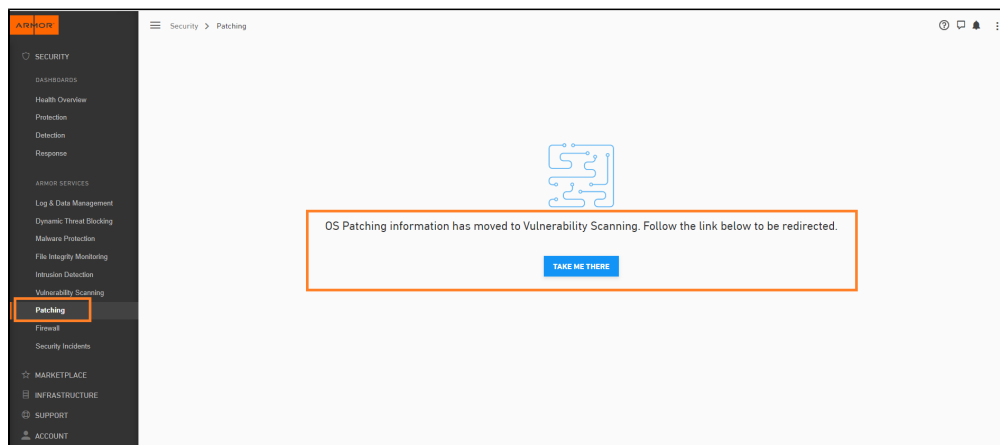 ARMOR
Security > Patching
SECURITY
DASHBOARDS
Health Overview
Protection
Detection
Response
ARMOR SERVICES
Log & Data Management
Dynamic Threat Blocking
Malware Protection
File Integrity Monitoring
Intrusion Detection
Vulnerability Scanning
Patching
Firewall
Security Incidents
MARKETPLACE
INFRASTRUCTURE
SUPPORT
ACCOUNT
OS Patching information has moved to Vulnerability Scanning. Follow the link below to be redirected.
TAKE ME THERE